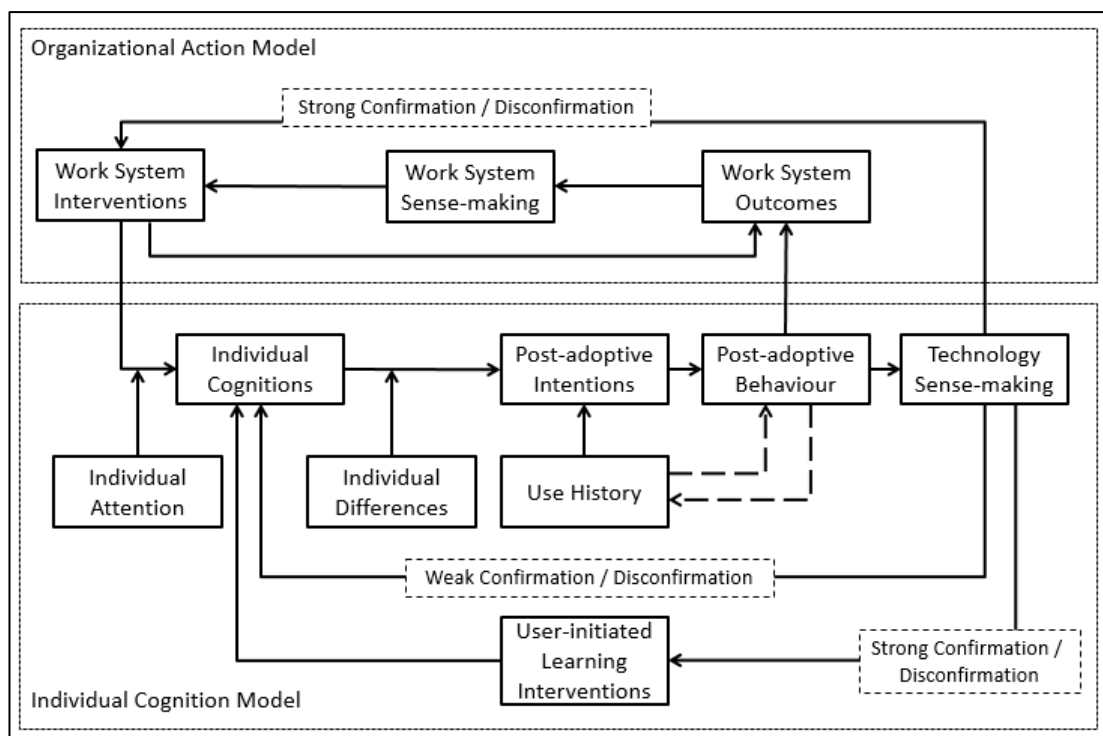 Organizational Action Model
Strong Confirmation / Disconfirmation
Work System
Interventions
Work System
Sense-making
Work System
Outcomes
Individual
Cognitions
Post-adoptive
Intentions
Post-adoptive
Behaviour
Technology
Sense-making
Individual
Attention
Individual
Differences
Use History
Weak Confirmation / Disconfirmation
User-initiated
Learning
Interventions
Strong Confirmation /
Disconfirmation
Individual Cognition Model